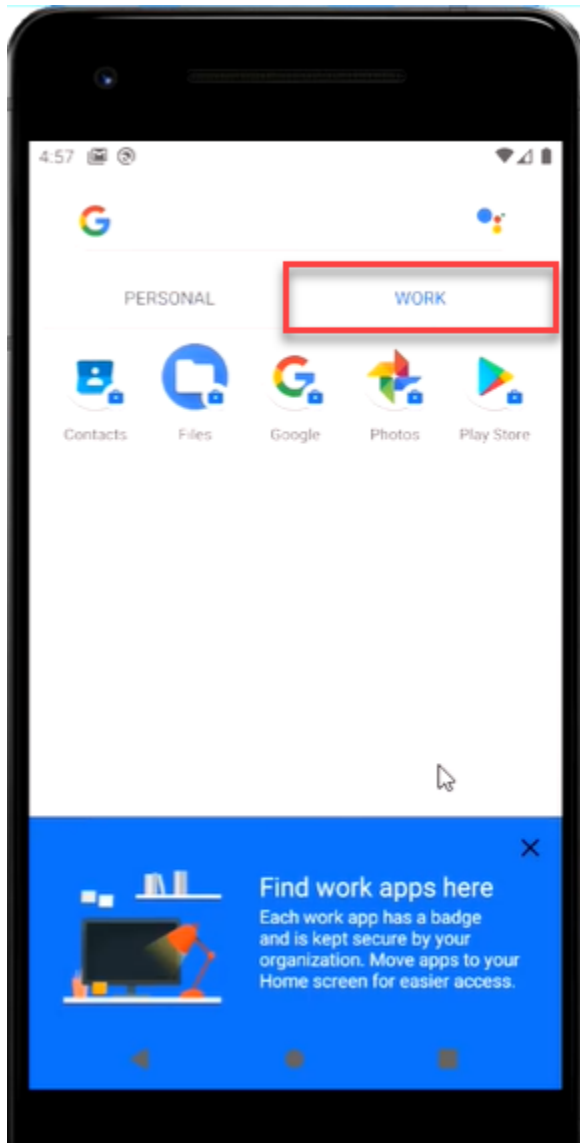 4:57
PERSONAL WORK
Contacts Files Google Photos Play Store
Find work apps here
Each work app has a badge
and is kept secure by your
organization. Move apps to your
Home screen for easier access.